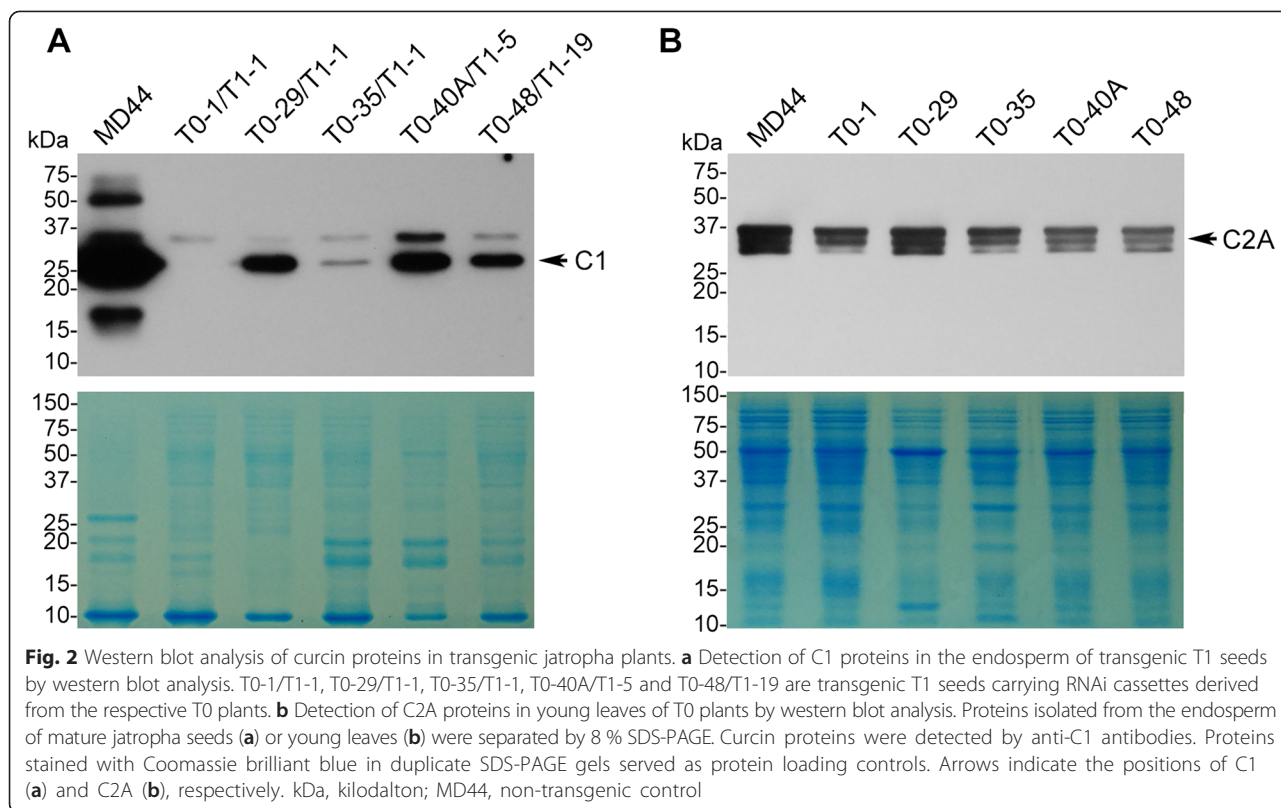 A
B
MD44
T0-1/T1-1
T0-29/T1-1
T0-35/T1-1
T0-40A/T1-5
T0-48/T1-19
kDa
75-
50-
37-
25-
20-
15-
10-
C1
150-
75-
50-
37-
25-
20-
15-
10-
MD44
T0-1
T0-29
T0-35
T0-40A
T0-48
kDa
75-
50-
37-
25-
20-
15-
10-
C2A
150-
75-
50-
37-
25-
20-
15-
10-
Fig. 2 Western blot analysis of curcin proteins in transgenic jatropha plants. a Detection of C1 proteins in the endosperm of transgenic T1 seeds
by western blot analysis. T0-1/T1-1, T0-29/T1-1, T0-35/T1-1, T0-40A/T1-5 and T0-48/T1-19 are transgenic T1 seeds carrying RNAi cassettes derived
from the respective T0 plants. b Detection of C2A proteins in young leaves of T0 plants by western blot analysis. Proteins isolated from the endosperm
of mature jatropha seeds (a) or young leaves (b) were separated by 8 % SDS-PAGE. Curcin proteins were detected by anti-C1 antibodies. Proteins
stained with Coomassie brilliant blue in duplicate SDS-PAGE gels served as protein loading controls. Arrows indicate the positions of C1
(a) and C2A (b), respectively. kDa, kilodalton; MD44, non-transgenic control